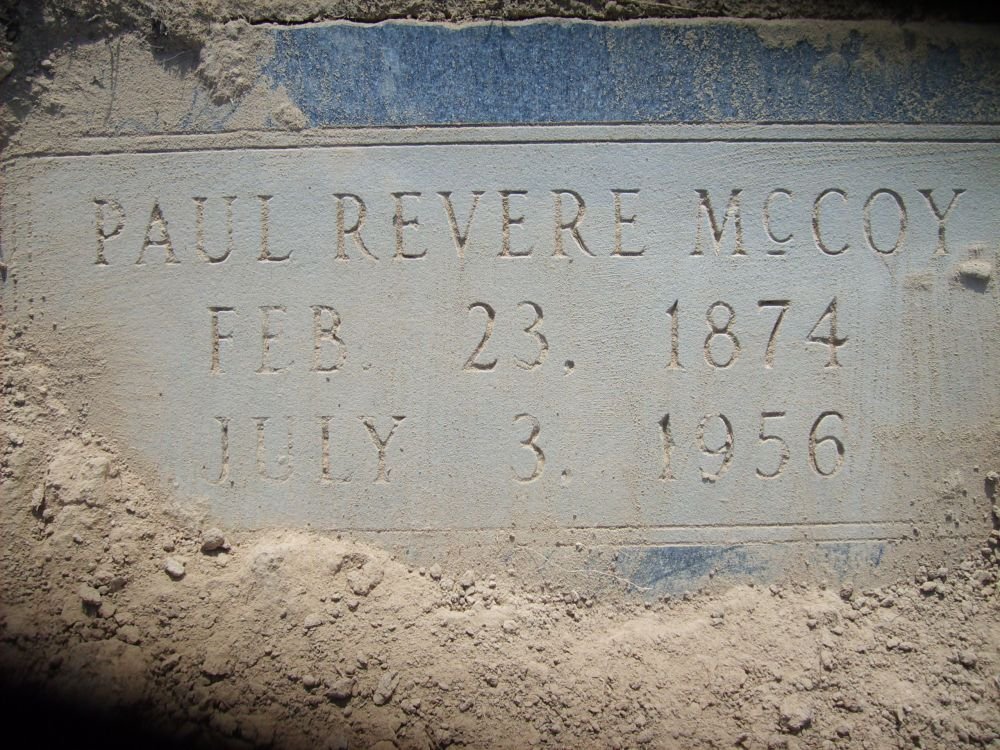 PAUL REVERE McCOY
FEB. 23, 1874
JULY 3, 1956